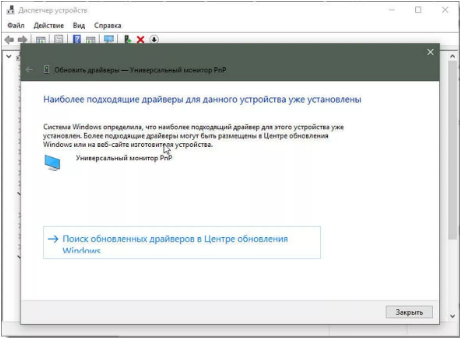 Диспетчер устройств
Файл Действие Вид Справка
Обновить драйверы — Универсальный монитор PnP
Наиболее подходящие драйверы для данного устройства уже установлены
Система Windows определила, что наиболее подходящий драйвер для этого устройства уже
установлен. Более подходящие драйверы могут быть размещены в Центре обновления
Windows или на веб-сайте изготовителя устройства.
Универсальный монитор PnP
Поиск обновленных драйверов в Центре обновления
Windows
Закрыть